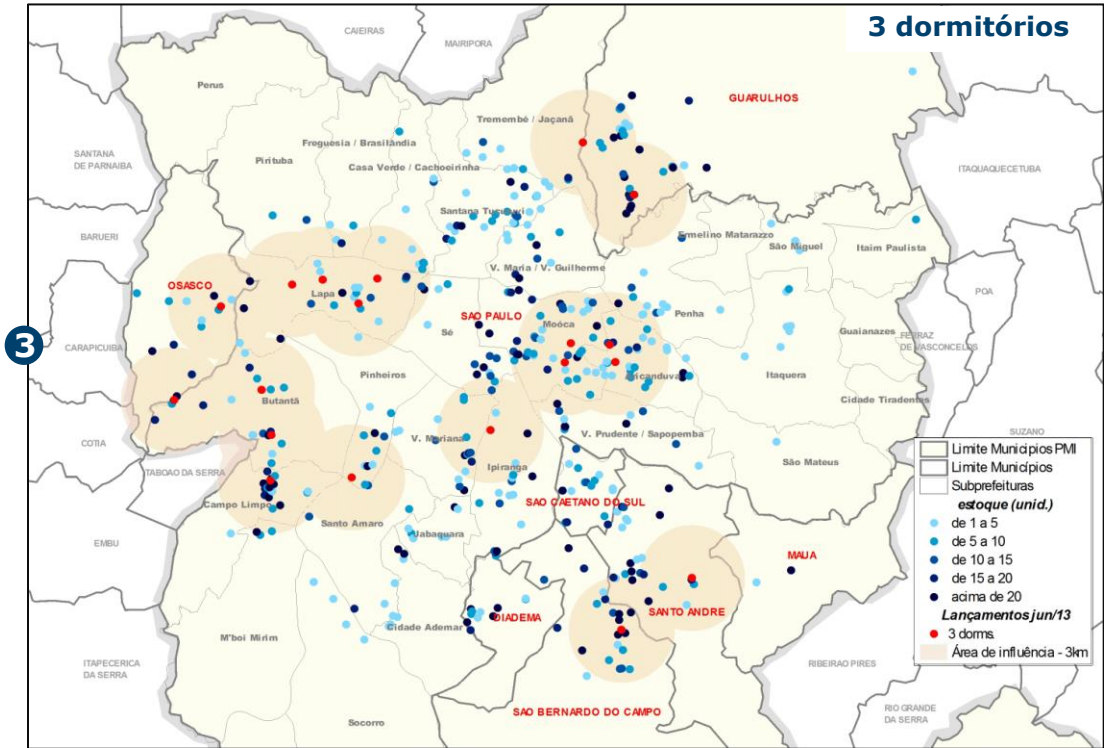 3 dormitórios
CAIEIRAS
MAIRIPORA
Perus
GUARULHOS
Tremembé / Jaçanã
Freguesia / Brasilândia
SANTANA
DE PARNAIBA
Pirituba
Casa Verde / Cachoeirinha
ITAQUAQUECETUBA
Santana Tucuruvi
BARUERI
Ermelino Matarazzo
São Miguel
Itaim Paulista
V. Maria / V. Guilherme
OSASCO
Lapa
POA
SAO PAULO
Moóca
Penha
Sé
Guaianazes
FERRAZ
DE VASCONCELOS
3
CARAPICUIBA
Pinheiros
Aricanduva
Itaquera
Butantã
Cidade Tiradentes
COTIA
V. Mariana
V. Prudente / Sapopemba
SUZANO
TABOAO DA SERRA
Ipiranga
São Mateus
SAO CAETANO DO SUL
Campo Limpo
Santo Amaro
Jabaquara
EMBU
MAUA
SANTO ANDRE
DIADEMA
Cidade Ademar
M'boi Mirim
ITAPECERICA
DA SERRA
RIBEIRAO PIRES
SAO BERNARDO DO CAMPO
Socorro
RIO GRANDE
DA SERRA
Limite Municipios PMI
Limite Municípios
Subprefeituras
estoque (unid.)
de 1 a 5
de 5 a 10
de 10 a 15
de 15 a 20
acima de 20
Lançamentos jun/13
3 dorms.
Área de influência - 3km